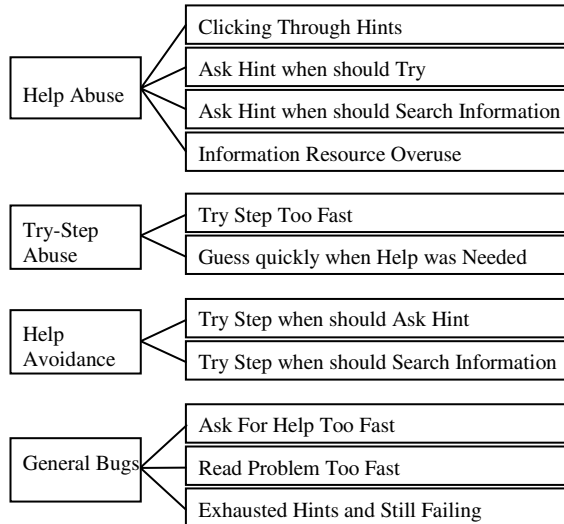 Help Abuse
Clicking Through Hints
Ask Hint when should Try
Ask Hint when should Search Information
Information Resource Overuse
Try-Step
Abuse
Try Step Too Fast
Guess quickly when Help was Needed
Help
Avoidance
Try Step when should Ask Hint
Try Step when should Search Information
General Bugs
Ask For Help Too Fast
Read Problem Too Fast
Exhausted Hints and Still Failing